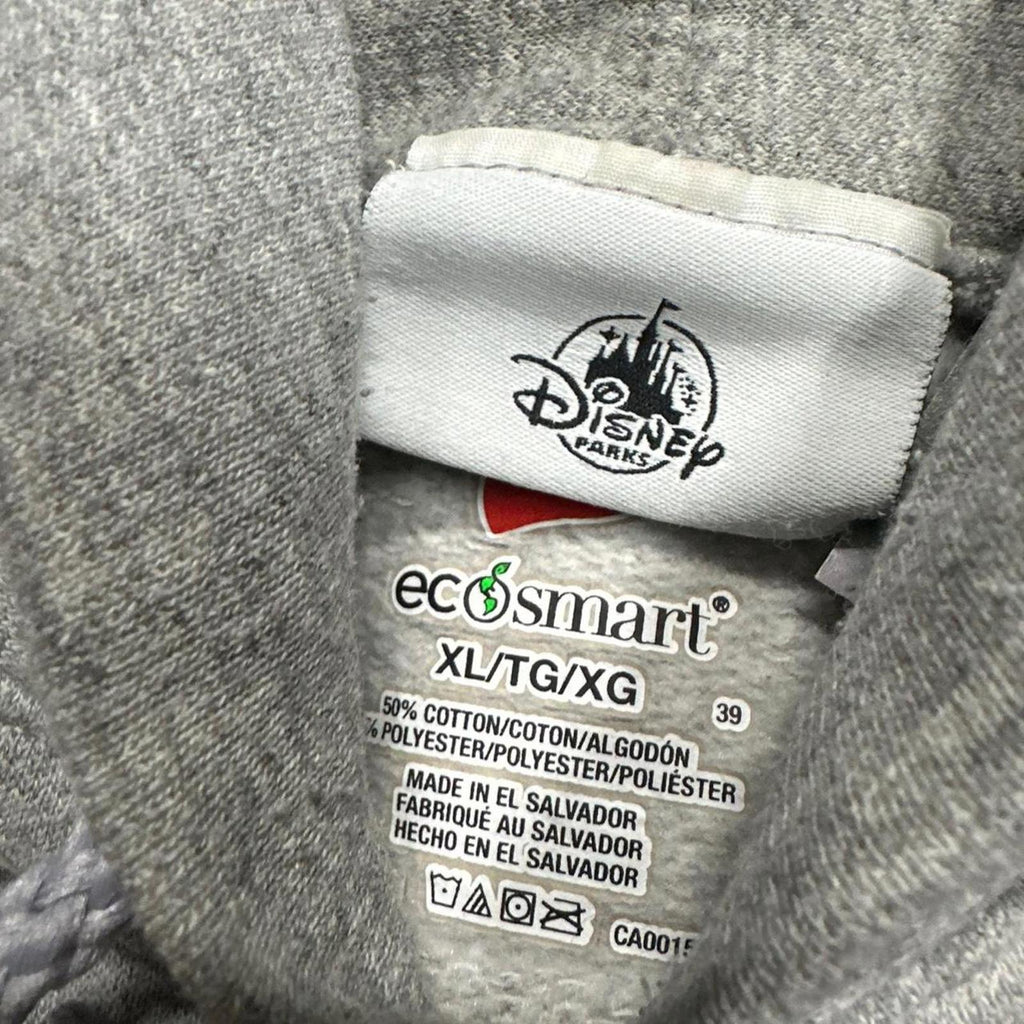 Disney
PARKS
ecosmart®
XL/TG/XG
39
50% COTTON/COTON/ALGODÓN
% POLYESTER/POLYESTER/POLIÉSTER
MADE IN EL SALVADOR
FABRIQUÉ AU SALVADOR
HECHO EN EL SALVADOR
CA0015